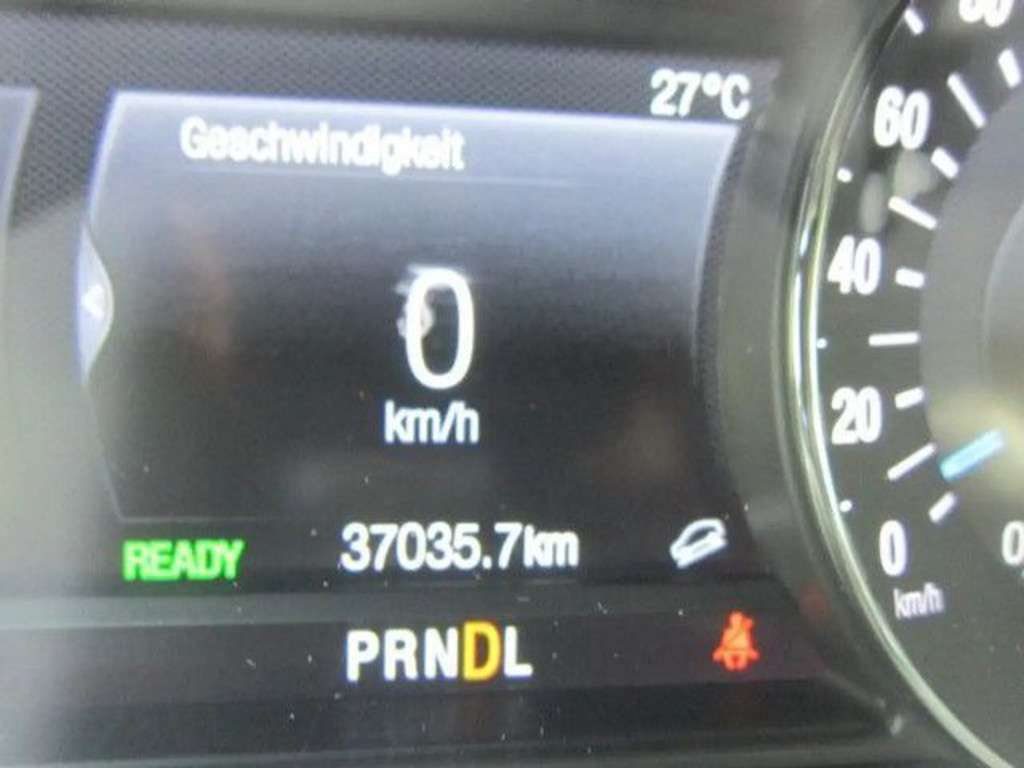 27°C
Geschwindigkeit
0
km/h
READY
37035.7km
PRNDL
60
40
20
0
km/h